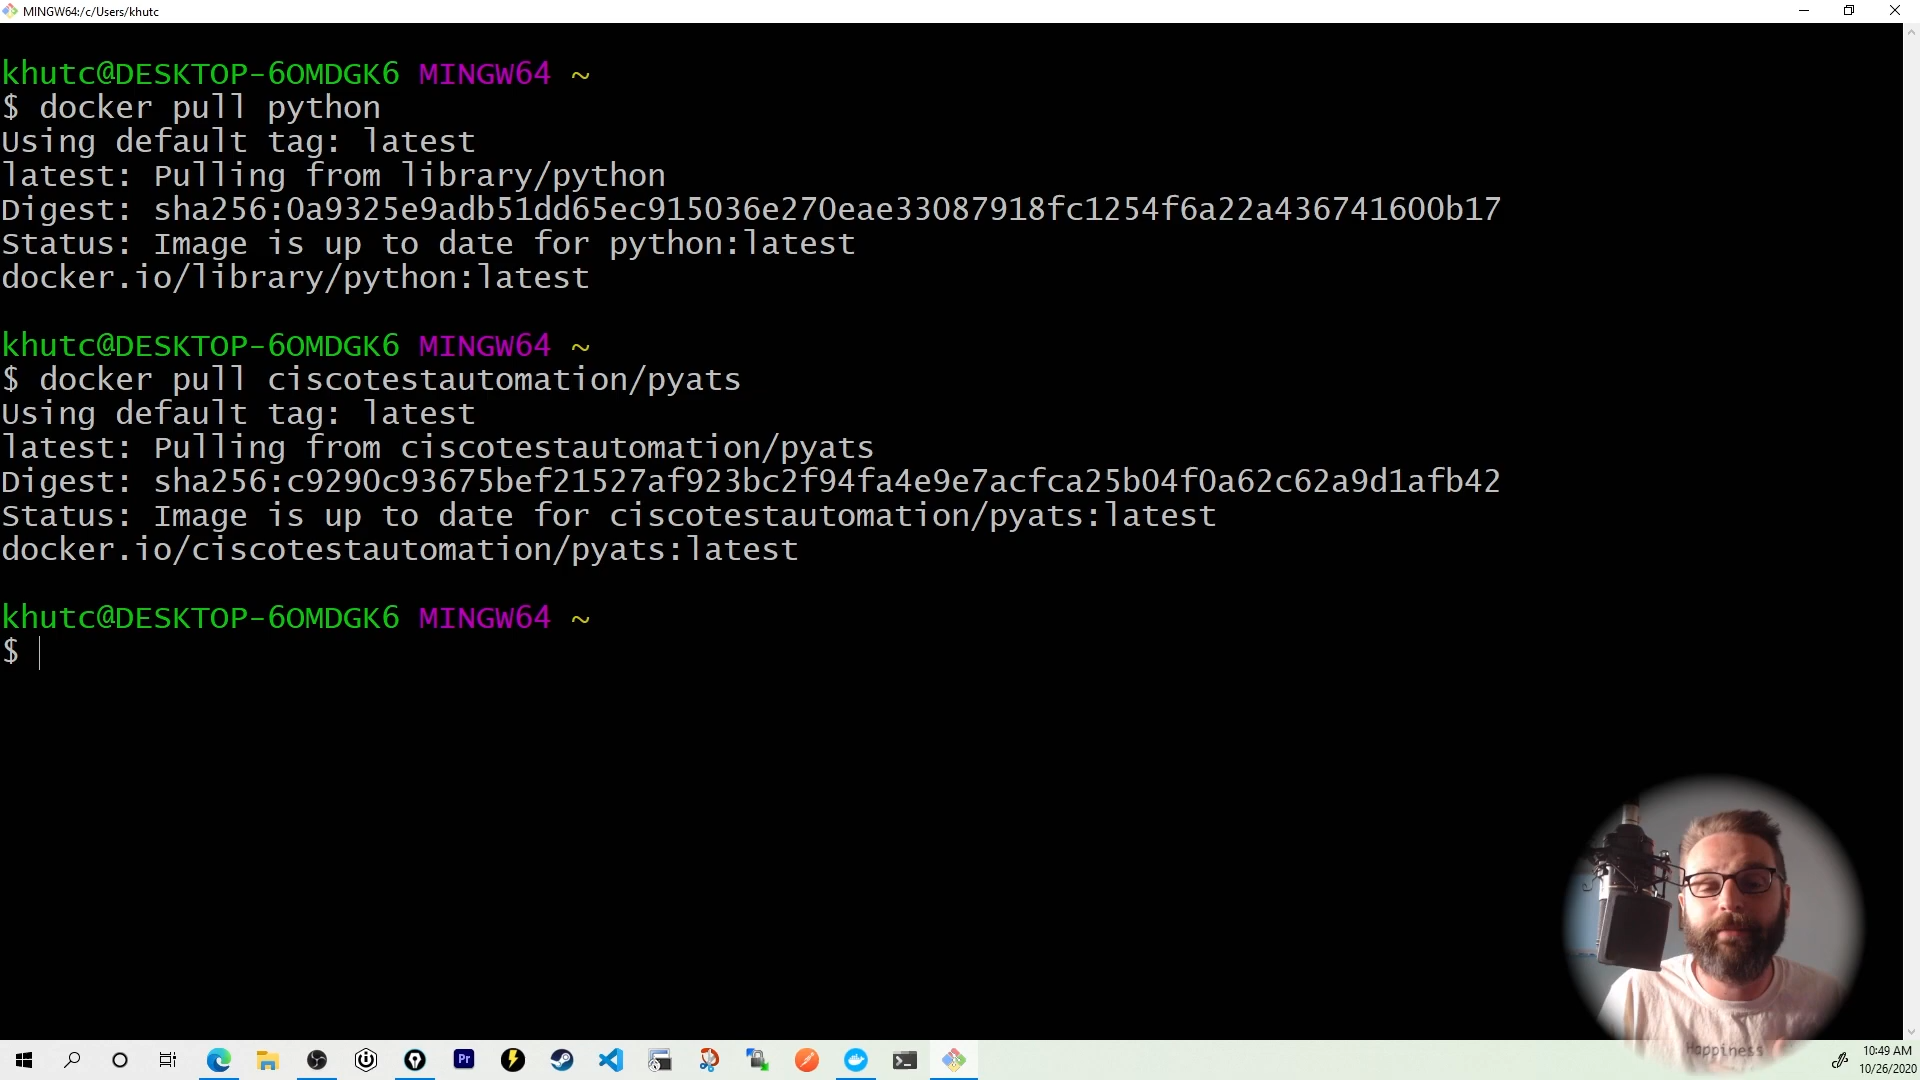 MINGW64:/c/Users/khutc
khutc@DESKTOP-6OMDGK6 MINGW64 ~
$ docker pull python
Using default tag: latest
latest: Pulling from library/python
Digest: sha256:0a9325e9adb51dd65ec915036e270eae33087918fc1254f6a22a436741600b17
Status: Image is up to date for python:latest
docker.io/library/python:latest
khutc@DESKTOP-6OMDGK6 MINGW64 ~
$ docker pull ciscotestautomation/pyats
Using default tag: latest
latest: Pulling from ciscotestautomation/pyats
Digest: sha256:c9290c93675bef21527af923bc2f94fa4e9e7acfca25b04f0a62c62a9d1afb42
Status: Image is up to date for ciscotestautomation/pyats:latest
docker.io/ciscotestautomation/pyats:latest
khutc@DESKTOP-6OMDGK6 MINGW64 ~
$
Happiness
Pr
10:49 AM
10/26/2020